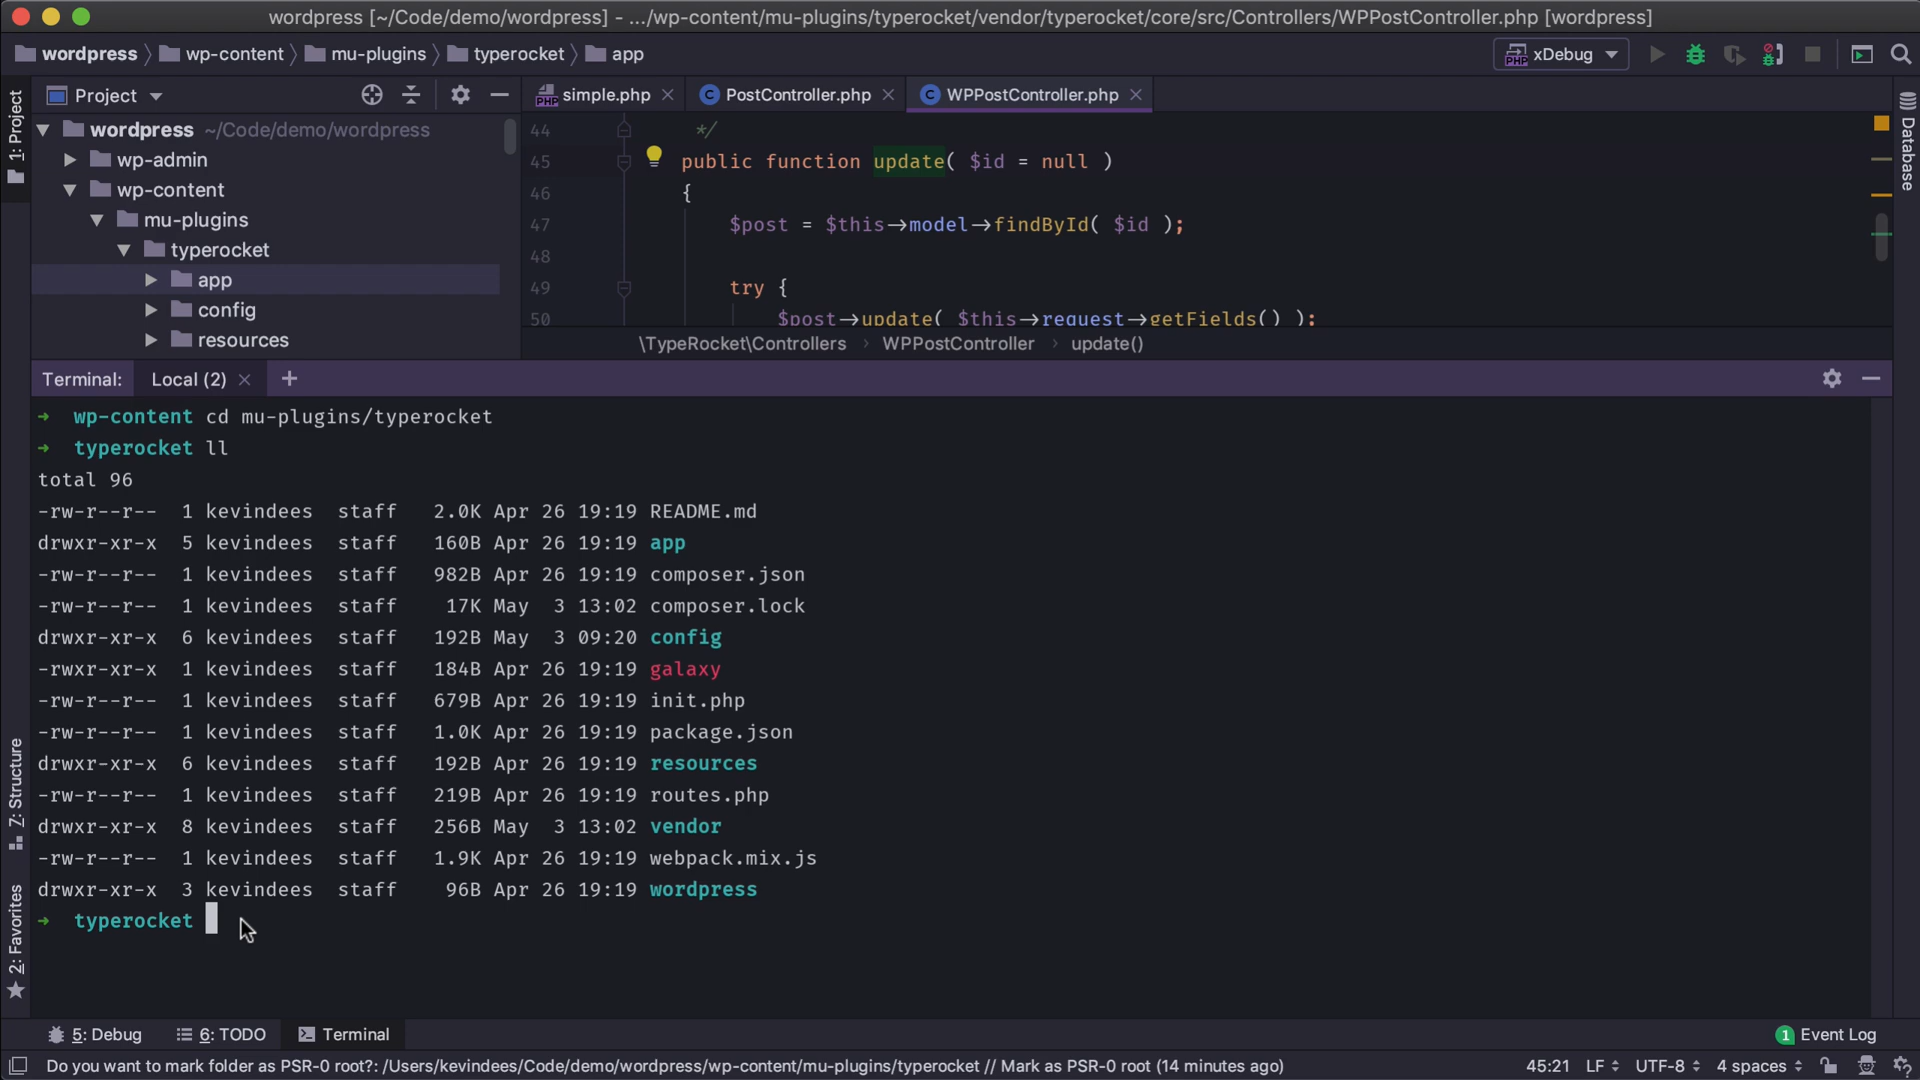 wordpress [~/Code/demo/wordpress] - .../wp-content/mu-plugins/typerocket/vendor/typerocket/core/src/Controllers/WPPostController.php [wordpress]
wordpress wp-content mu-plugins typerocket app
xDebug
1: Project
Project
simple.php PostController.php WPPostController.php
Database
wordpress ~/Code/demo/wordpress
wp-admin
wp-content
mu-plugins
typerocket
app
config
resources
44 */
45 public function update( $id = null )
46 {
47 $post = $this→model→findById( $id );
48
49 try {
50 $post→update( $this→request→getFields() );
\TypeRocket\Controllers › WPPostController › update()
Terminal: Local (2) +
→ wp-content cd mu-plugins/typerocket
→ typerocket ll
total 96
-rw-r--r-- 1 kevindees staff 2.0K Apr 26 19:19 README.md
drwxr-xr-x 5 kevindees staff 160B Apr 26 19:19 app
-rw-r--r-- 1 kevindees staff 982B Apr 26 19:19 composer.json
-rw-r--r-- 1 kevindees staff 17K May 3 13:02 composer.lock
drwxr-xr-x 6 kevindees staff 192B May 3 09:20 config
-rwxr-xr-x 1 kevindees staff 184B Apr 26 19:19 galaxy
-rw-r--r-- 1 kevindees staff 679B Apr 26 19:19 init.php
-rw-r--r-- 1 kevindees staff 1.0K Apr 26 19:19 package.json
drwxr-xr-x 6 kevindees staff 192B Apr 26 19:19 resources
-rw-r--r-- 1 kevindees staff 219B Apr 26 19:19 routes.php
drwxr-xr-x 8 kevindees staff 256B May 3 13:02 vendor
-rw-r--r-- 1 kevindees staff 1.9K Apr 26 19:19 webpack.mix.js
drwxr-xr-x 3 kevindees staff 96B Apr 26 19:19 wordpress
→ typerocket
Z: Structure
2: Favorites
5: Debug 6: TODO Terminal
1 Event Log
Do you want to mark folder as PSR-0 root?: /Users/kevindees/Code/demo/wordpress/wp-content/mu-plugins/typerocket // Mark as PSR-0 root (14 minutes ago)
45:21 LF UTF-8 4 spaces